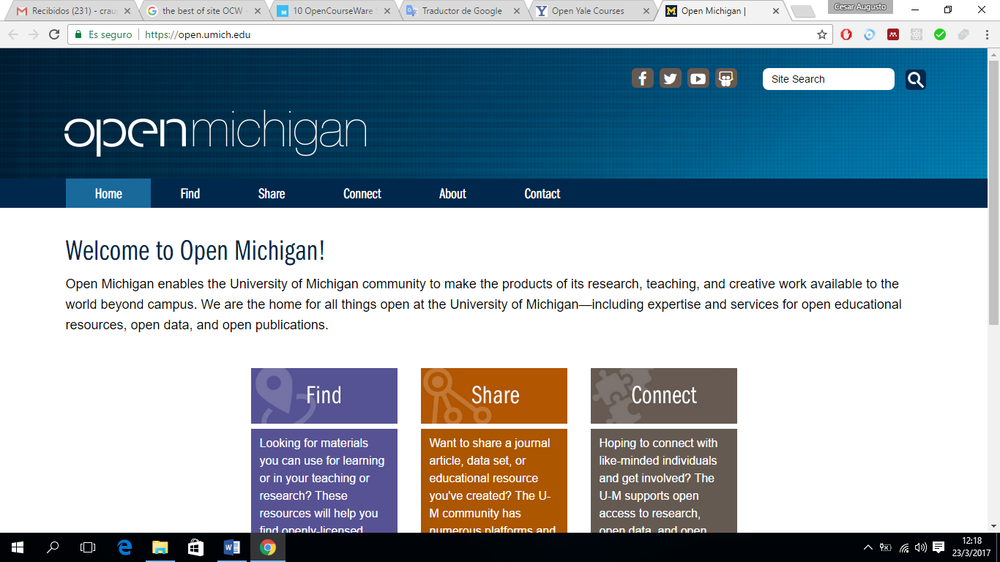 Recibidos (231) - crau
the best of site OCW -
10 OpenCourseWare S
Traductor de Google
Open Yale Courses
Open Michigan |
Cesar Augusto
Es seguro
https://open.umich.edu
Site Search
openmichigan
Home
Find
Share
Connect
About
Contact
Welcome to Open Michigan!
Open Michigan enables the University of Michigan community to make the products of its research, teaching, and creative work available to the
world beyond campus. We are the home for all things open at the University of Michigan—including expertise and services for open educational
resources, open data, and open publications.
Find
Looking for materials
you can use for learning
or in your teaching or
research? These
resources will help you
find openly-licensed
Share
Want to share a journal
article, data set, or
educational resource
you've created? The U-
M community has
numerous platforms and
Connect
Hoping to connect with
like-minded individuals
and get involved? The
U-M supports open
access to research,
open data, and open
12:18
23/3/2017